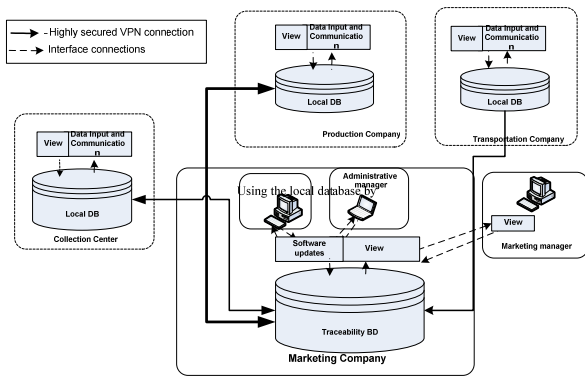 - Highly secured VPN connection
Interface connections
View
Data Input and
Communicatio
n
Local DB
Production Company
View
Data Input and
Communicatio
n
Local DB
Transportation Company
View
Data Input and
Communicatio
n
Local DB
Collection Center
Using the local database by
Administrative
manager
Software
updates
View
View
Marketing manager
Traceability BD
Marketing Company